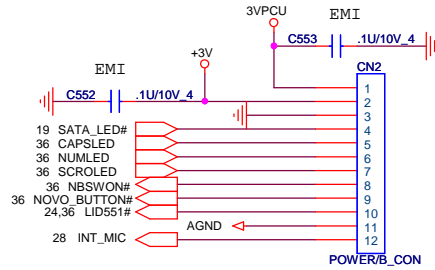 3VPCU
EMI
C553
.1U/10V_4
+3V
EMI
C552
.1U/10V_4
CN2
1
2
3
19 SATA_LED#
4
36 CAPSLED
5
36 NUMLED
6
36 SCROLED
7
36 NBSWON#
8
36 NOVO_BUTTON#
9
24,36 LID551#
10
AGND
11
28 INT_MIC
12
POWER/B_CON